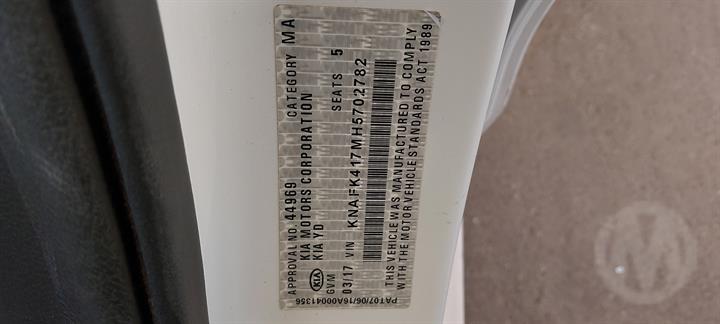 APPROVAL NO. 44969 CATEGORY MA
KIA MOTORS CORPORATION
KIA YD SEATS 5
KIA
GVM
03/17 VIN KNAFK417MH5702782
THIS VEHICLE WAS MANUFACTURED TO COMPLY
WITH THE MOTOR VEHICLE STANDARDS ACT 1989
PAT07/06/16A00041356